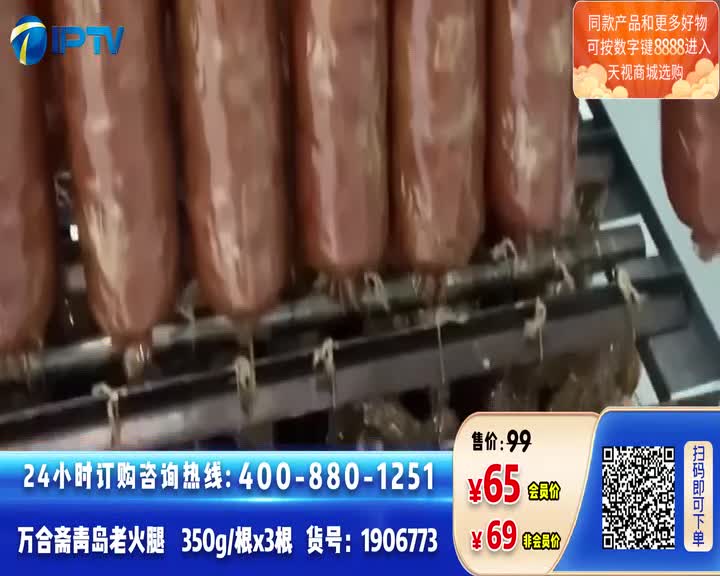 IPTV
同款产品和更多好物
可按数字键8888进入
天视商城选购
24小时订购咨询热线:400-880-1251
万合斋青岛老火腿 350g/根x3根 货号：1906773
售价:99
¥65 会员价
¥69 非会员价
扫码即可下单